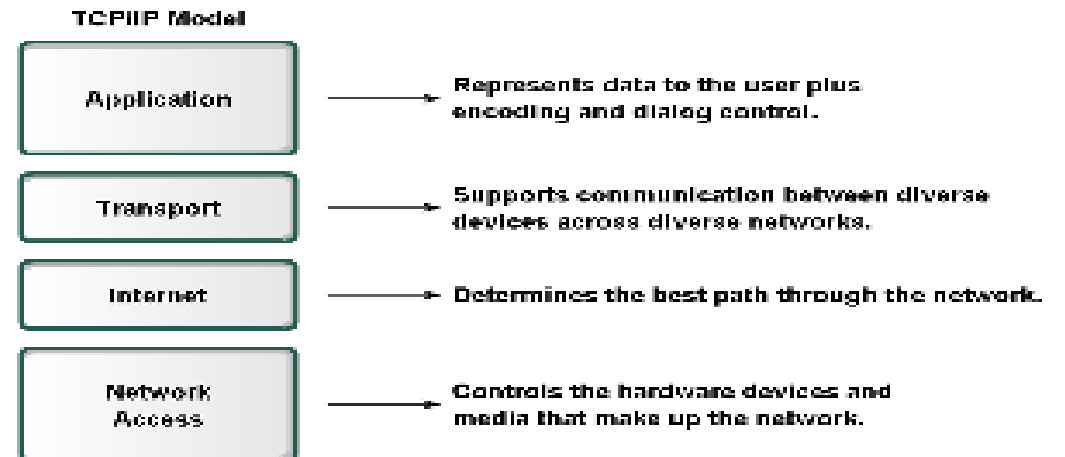 TCP/IP Model
Application
Represents data to the user plus
encoding and dialog control.
Transport
Supports communication between diverse
devices across diverse networks.
Internet
Determines the best path through the network.
Network
Access
Controls the hardware devices and
media that make up the network.